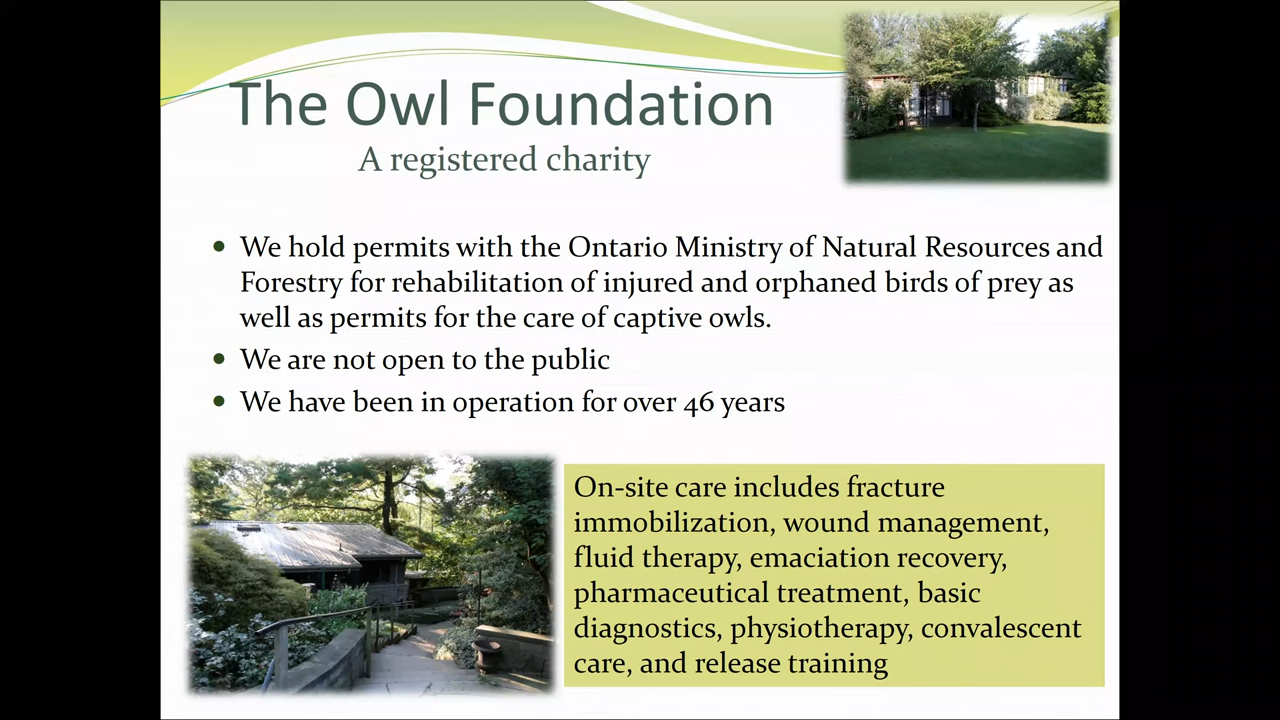 The Owl Foundation
A registered charity
• We hold permits with the Ontario Ministry of Natural Resources and
Forestry for rehabilitation of injured and orphaned birds of prey as
well as permits for the care of captive owls.
• We are not open to the public
• We have been in operation for over 46 years
On-site care includes fracture
immobilization, wound management,
fluid therapy, emaciation recovery,
pharmaceutical treatment, basic
diagnostics, physiotherapy, convalescent
care, and release training